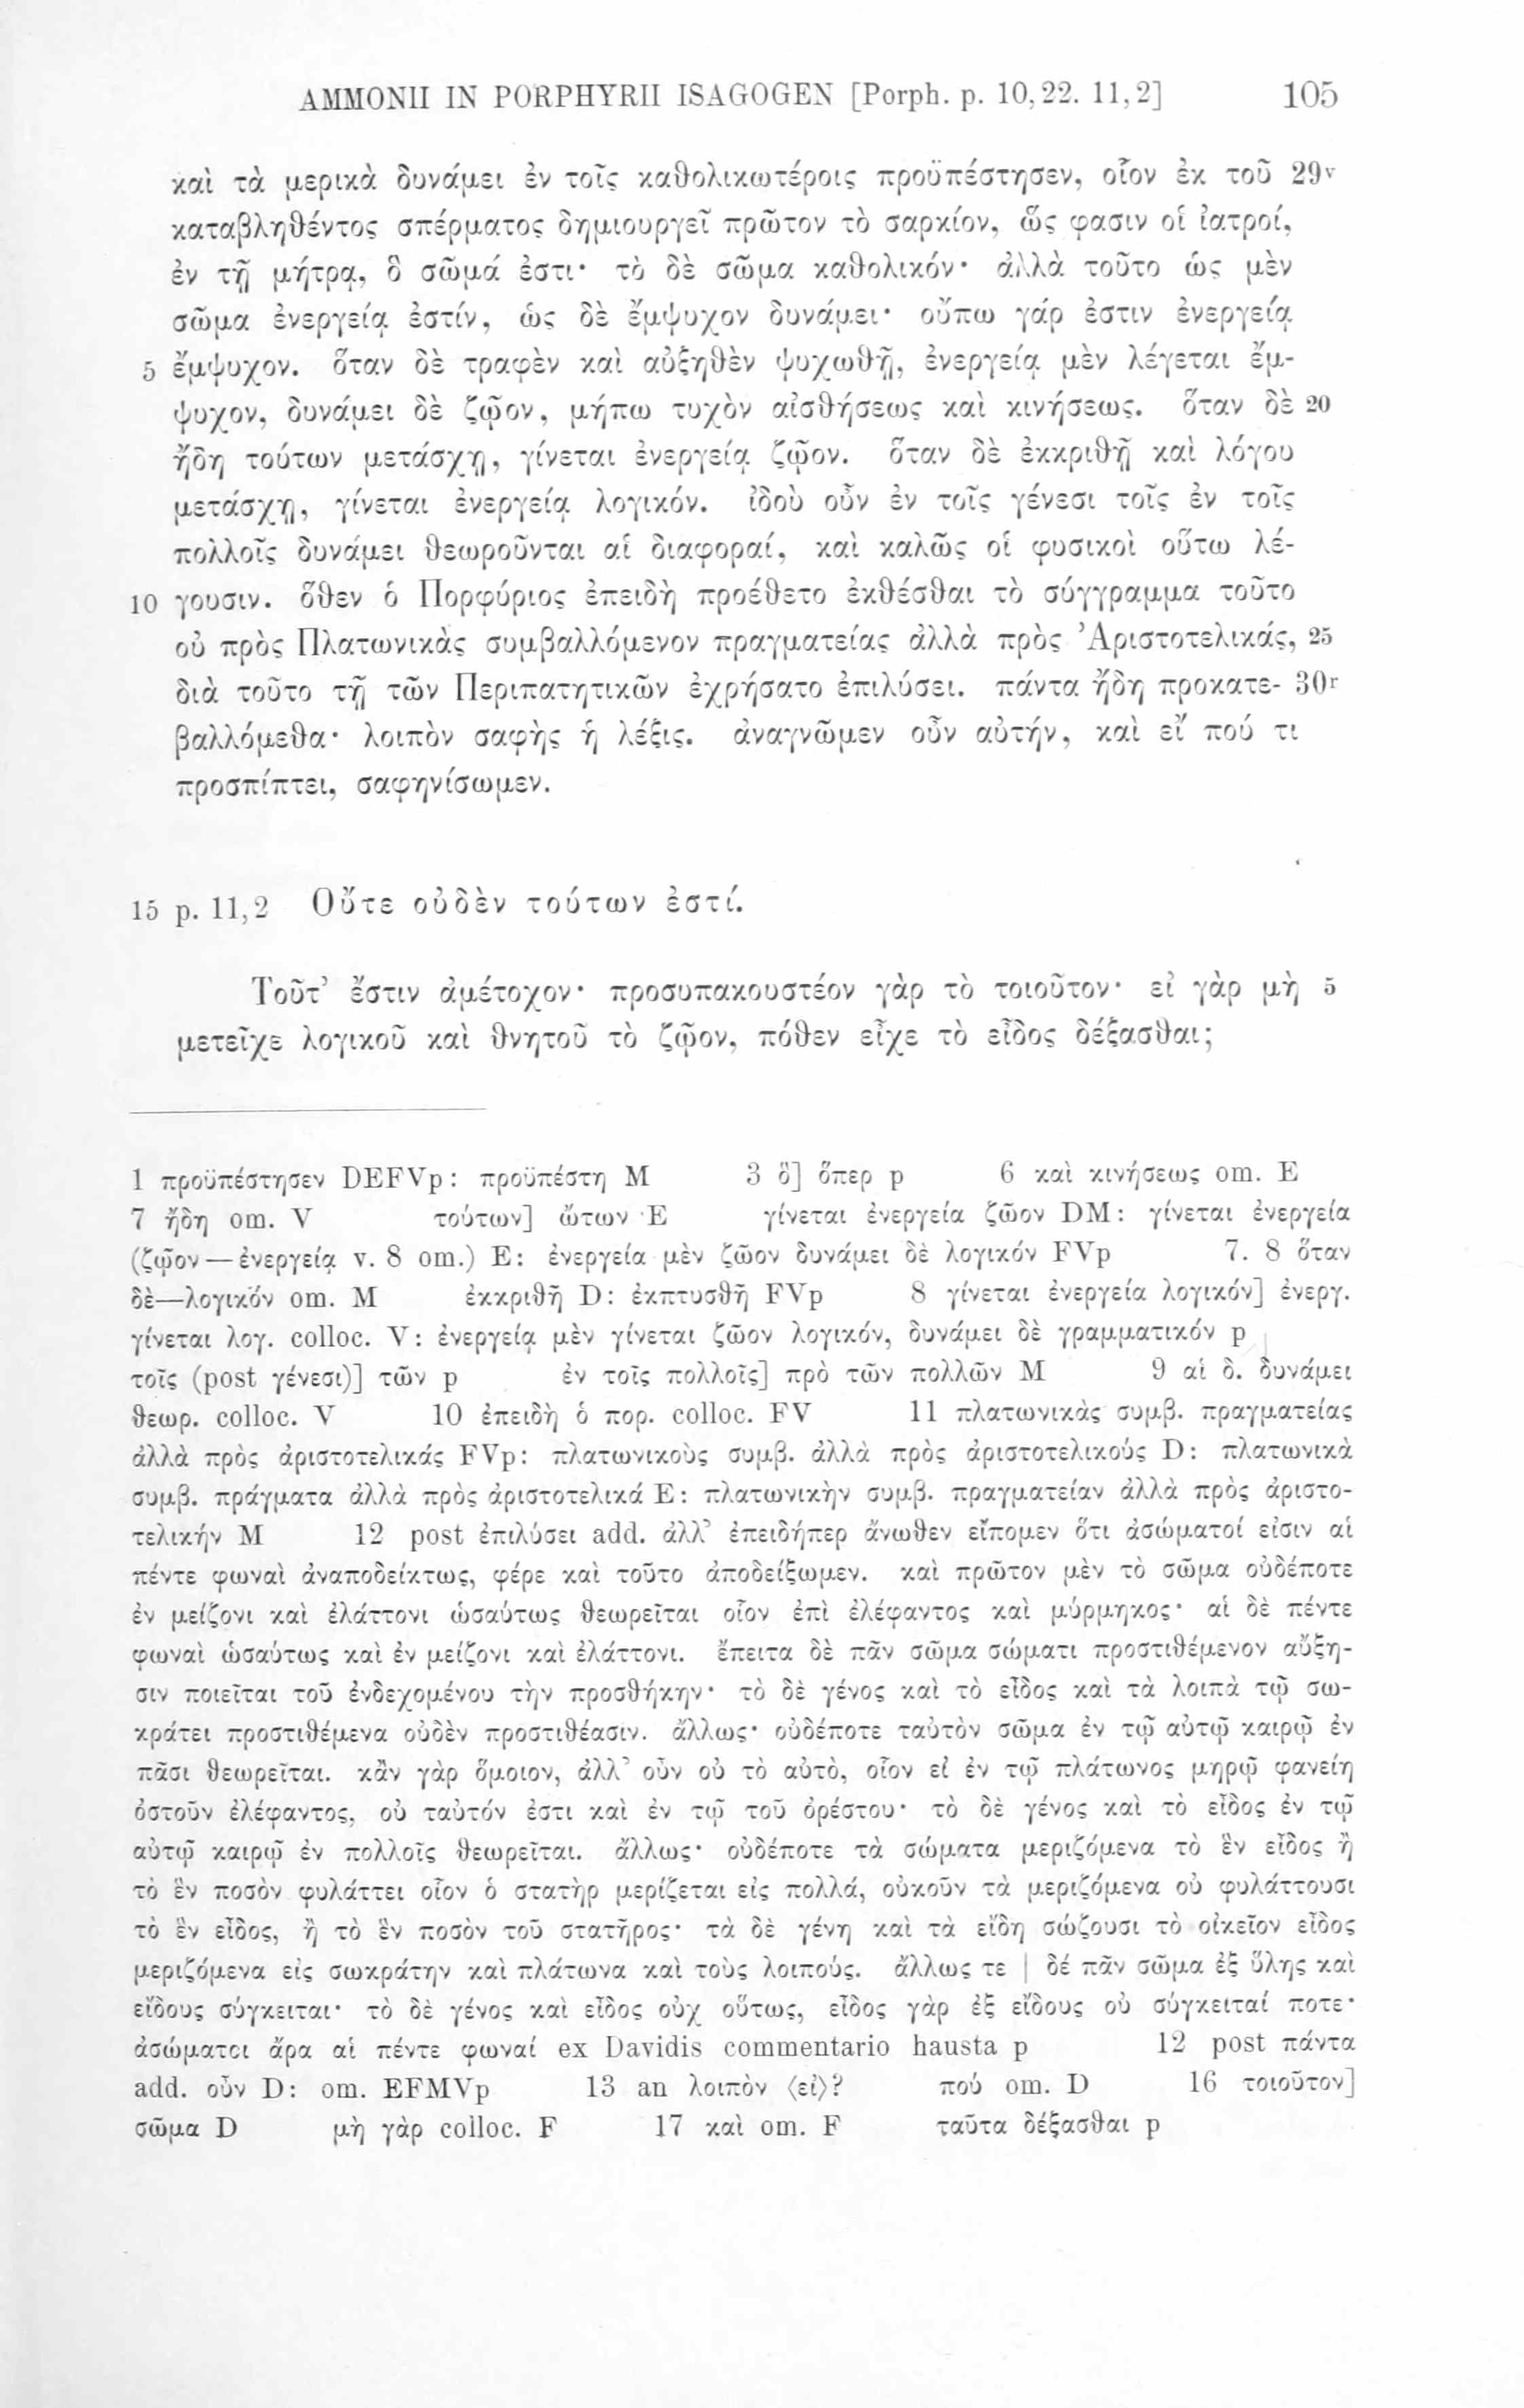 AMMONII IN PORPHYRII ISAGOGEN [Porph. p. 10,22. 11,2] 105
καὶ τὰ μερικὰ δυνάμει ἐν τοῖς καθολικωτέροις προϋπέστησεν, οἷον ἐκ τοῦ 29v
καταβληθέντος σπέρματος δημιουργεῖ πρῶτον τὸ σαρκίον, ὥς φασιν οἱ ἰατροί,
ἐν τῇ μήτρᾳ, ὃ σῶμά ἐστι· τὸ δὲ σῶμα καθολικόν· ἀλλὰ τοῦτο ὡς μὲν
σῶμα ἐνεργείᾳ ἐστίν, ὡς δὲ ἔμψυχον δυνάμει· οὔπω γάρ ἐστιν ἐνεργείᾳ
5 ἔμψυχον. ὅταν δὲ τραφὲν καὶ αὐξηθὲν ψυχωθῇ, ἐνεργείᾳ μὲν λέγεται ἔμ-
ψυχον, δυνάμει δὲ ζῷον, μήπω τυχὸν αἰσθήσεως καὶ κινήσεως. ὅταν δὲ 20
ἤδη τούτων μετάσχῃ, γίνεται ἐνεργείᾳ ζῷον. ὅταν δὲ ἐκκριθῇ καὶ λόγου
μετάσχῃ, γίνεται ἐνεργείᾳ λογικόν. ἰδοὺ οὖν ἐν τοῖς γένεσι τοῖς ἐν τοῖς
πολλοῖς δυνάμει θεωροῦνται αἱ διαφοραί, καὶ καλῶς οἱ φυσικοὶ οὕτω λέ-
10 γουσιν. ὅθεν ὁ Πορφύριος ἐπειδὴ προέθετο ἐκθέσθαι τὸ σύγγραμμα τοῦτο
οὐ πρὸς Πλατωνικὰς συμβαλλόμενον πραγματείας ἀλλὰ πρὸς Ἀριστοτελικάς, 25
διὰ τοῦτο τῇ τῶν Περιπατητικῶν ἐχρήσατο ἐπιλύσει. πάντα ἤδη προκατε- 30r
βαλλόμεθα· λοιπὸν σαφὴς ἡ λέξις. ἀναγνῶμεν οὖν αὐτήν, καὶ εἴ πού τι
προσπίπτει, σαφηνίσωμεν.
15 p. 11,2 Οὔτε οὐδὲν τούτων ἐστί.
Τοῦτ’ ἔστιν ἀμέτοχον· προσυπακουστέον γὰρ τὸ τοιοῦτον· εἰ γὰρ μὴ 5
μετεῖχε λογικοῦ καὶ θνητοῦ τὸ ζῷον, πόθεν εἶχε τὸ εἶδος δέξασθαι;
1 προϋπέστησεν DEFVp: προϋπέστη M 3 ὃ] ὅπερ p 6 καὶ κινήσεως om. E
7 ἤδη om. V τούτων] ὤτων E γίνεται ἐνεργεία ζῶον DM: γίνεται ἐνεργεία
(ζῷον — ἐνεργείᾳ v. 8 om.) E: ἐνεργεία μὲν ζῶον δυνάμει δὲ λογικόν FVp 7. 8 ὅταν
δὲ—λογικόν om. M ἐκκριθῆ D: ἐκπτυσθῆ FVp 8 γίνεται ἐνεργεία λογικόν] ἐνεργ.
γίνεται λογ. colloc. V: ἐνεργείᾳ μὲν γίνεται ζῶον λογικόν, δυνάμει δὲ γραμματικόν p
τοῖς (post γένεσι)] τῶν p ἐν τοῖς πολλοῖς] πρὸ τῶν πολλῶν M 9 αἱ δ. δυνάμει
θεωρ. colloc. V 10 ἐπειδὴ ὁ πορ. colloc. FV 11 πλατωνικὰς συμβ. πραγματείας
ἀλλὰ πρὸς ἀριστοτελικάς FVp: πλατωνικοὺς συμβ. ἀλλὰ πρὸς ἀριστοτελικούς D: πλατωνικὰ
συμβ. πράγματα ἀλλὰ πρὸς ἀριστοτελικά E: πλατωνικὴν συμβ. πραγματείαν ἀλλὰ πρὸς ἀριστο-
τελικήν M 12 post ἐπιλύσει add. ἀλλ’ ἐπειδήπερ ἄνωθεν εἴπομεν ὅτι ἀσώματοί εἰσιν αἱ
πέντε φωναὶ ἀναποδείκτως, φέρε καὶ τοῦτο ἀποδείξωμεν. καὶ πρῶτον μὲν τὸ σῶμα οὐδέποτε
ἐν μείζονι καὶ ἐλάττονι ὡσαύτως θεωρεῖται οἷον ἐπὶ ἐλέφαντος καὶ μύρμηκος· αἱ δὲ πέντε
φωναὶ ὡσαύτως καὶ ἐν μείζονι καὶ ἐλάττονι. ἔπειτα δὲ πᾶν σῶμα σώματι προστιθέμενον αὔξη-
σιν ποιεῖται τοῦ ἐνδεχομένου τὴν προσθήκην· τὸ δὲ γένος καὶ τὸ εἶδος καὶ τὰ λοιπὰ τῷ σω-
κράτει προστιθέμενα οὐδὲν προστιθέασιν. ἄλλως· οὐδέποτε ταὐτὸν σῶμα ἐν τῷ αὐτῷ καιρῷ ἐν
πᾶσι θεωρεῖται. κἂν γὰρ ὅμοιον, ἀλλ’ οὖν οὐ τὸ αὐτὸ, οἷον εἰ ἐν τῷ πλάτωνος μηρῷ φανείη
ὀστοῦν ἐλέφαντος, οὐ ταὐτόν ἐστι καὶ ἐν τῷ τοῦ ὀρέστου· τὸ δὲ γένος καὶ τὸ εἶδος ἐν τῷ
αὐτῷ καιρῷ ἐν πολλοῖς θεωρεῖται. ἄλλως· οὐδέποτε τὰ σώματα μεριζόμενα τὸ ἓν εἶδος ἢ
τὸ ἓν ποσὸν φυλάττει οἷον ὁ στατὴρ μερίζεται εἰς πολλά, οὐκοῦν τὰ μεριζόμενα οὐ φυλάττουσι
τὸ ἓν εἶδος, ἢ τὸ ἓν ποσὸν τοῦ στατῆρος· τὰ δὲ γένη καὶ τὰ εἴδη σώζουσι τὸ οἰκεῖον εἶδος
μεριζόμενα εἰς σωκράτην καὶ πλάτωνα καὶ τοὺς λοιπούς. ἄλλως τε | δέ πᾶν σῶμα ἐξ ὕλης καὶ
εἴδους σύγκειται· τὸ δὲ γένος καὶ εἶδος οὐχ οὕτως, εἶδος γὰρ ἐξ εἴδους οὐ σύγκειταί ποτε·
ἀσώματοι ἄρα αἱ πέντε φωναί ex Davidis commentario hausta p 12 post πάντα
add. οὖν D: om. EFMVp 13 an λοιπὸν ⟨εἰ⟩? πού om. D 16 τοιοῦτον]
σῶμα D μὴ γὰρ colloc. F 17 καὶ om. F ταῦτα δέξασθαι p